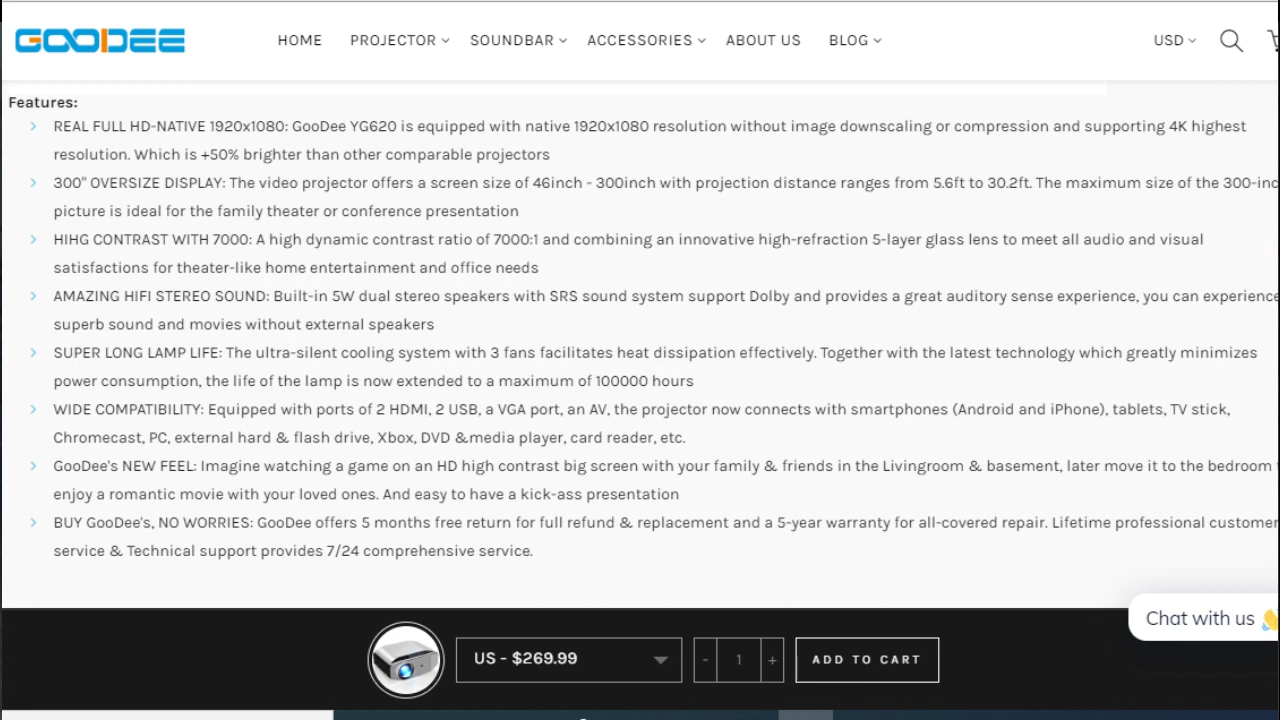 GOODEE
HOME PROJECTOR SOUNDBAR ACCESSORIES ABOUT US BLOG USD
Features:
REAL FULL HD-NATIVE 1920x1080: GooDee YG620 is equipped with native 1920x1080 resolution without image downscaling or compression and supporting 4K highest
resolution. Which is +50% brighter than other comparable projectors
300" OVERSIZE DISPLAY: The video projector offers a screen size of 46inch - 300inch with projection distance ranges from 5.6ft to 30.2ft. The maximum size of the 300-inc
picture is ideal for the family theater or conference presentation
HIHG CONTRAST WITH 7000: A high dynamic contrast ratio of 7000:1 and combining an innovative high-refraction 5-layer glass lens to meet all audio and visual
satisfactions for theater-like home entertainment and office needs
AMAZING HIFI STEREO SOUND: Built-in 5W dual stereo speakers with SRS sound system support Dolby and provides a great auditory sense experience, you can experience
superb sound and movies without external speakers
SUPER LONG LAMP LIFE: The ultra-silent cooling system with 3 fans facilitates heat dissipation effectively. Together with the latest technology which greatly minimizes
power consumption, the life of the lamp is now extended to a maximum of 100000 hours
WIDE COMPATIBILITY: Equipped with ports of 2 HDMI, 2 USB, a VGA port, an AV, the projector now connects with smartphones (Android and iPhone), tablets, TV stick,
Chromecast, PC, external hard & flash drive, Xbox, DVD &media player, card reader, etc.
GooDee's NEW FEEL: Imagine watching a game on an HD high contrast big screen with your family & friends in the Livingroom & basement, later move it to the bedroom
enjoy a romantic movie with your loved ones. And easy to have a kick-ass presentation
BUY GooDee's, NO WORRIES: GooDee offers 5 months free return for full refund & replacement and a 5-year warranty for all-covered repair. Lifetime professional customer
service & Technical support provides 7/24 comprehensive service.
Chat with us
US - $269.99 - 1 + ADD TO CART